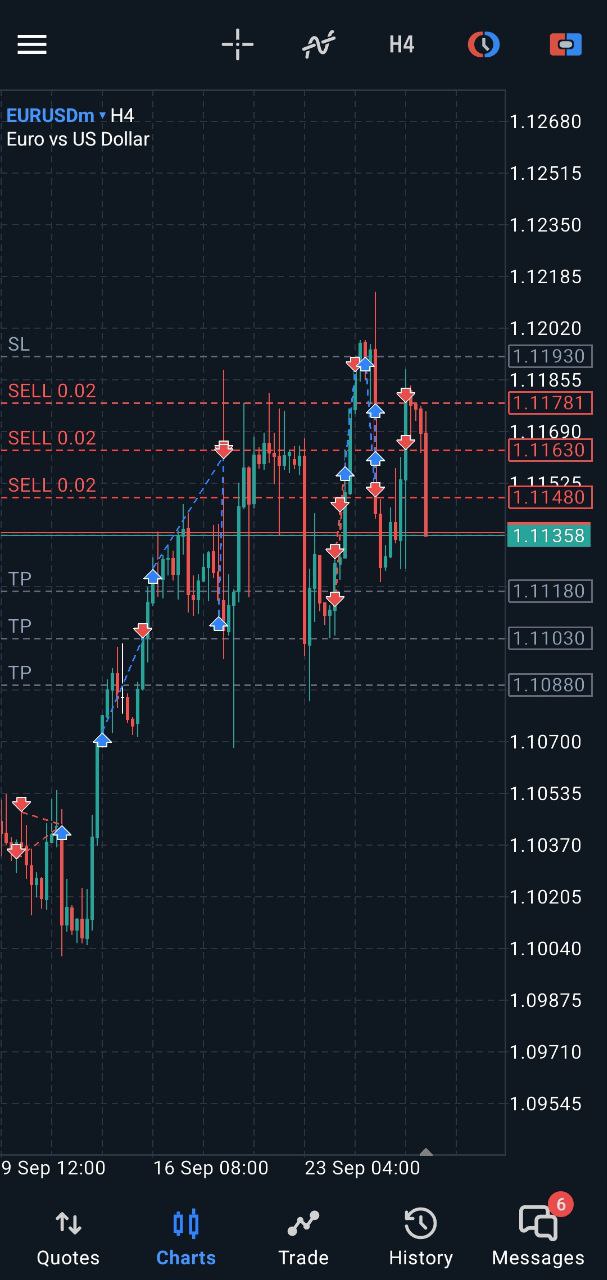 H4
EURUSDm ▾ H4
Euro vs US Dollar
1.12680
1.12515
1.12350
1.12185
1.12020
SL
1.11930
1.11855
SELL 0.02
1.11781
1.11690
SELL 0.02
1.11630
1.11525
SELL 0.02
1.11480
1.11358
TP
1.11180
TP
1.11030
TP
1.10880
1.10700
1.10535
1.10370
1.10205
1.10040
1.09875
1.09710
1.09545
9 Sep 12:00 16 Sep 08:00 23 Sep 04:00
6
Quotes Charts Trade History Messages